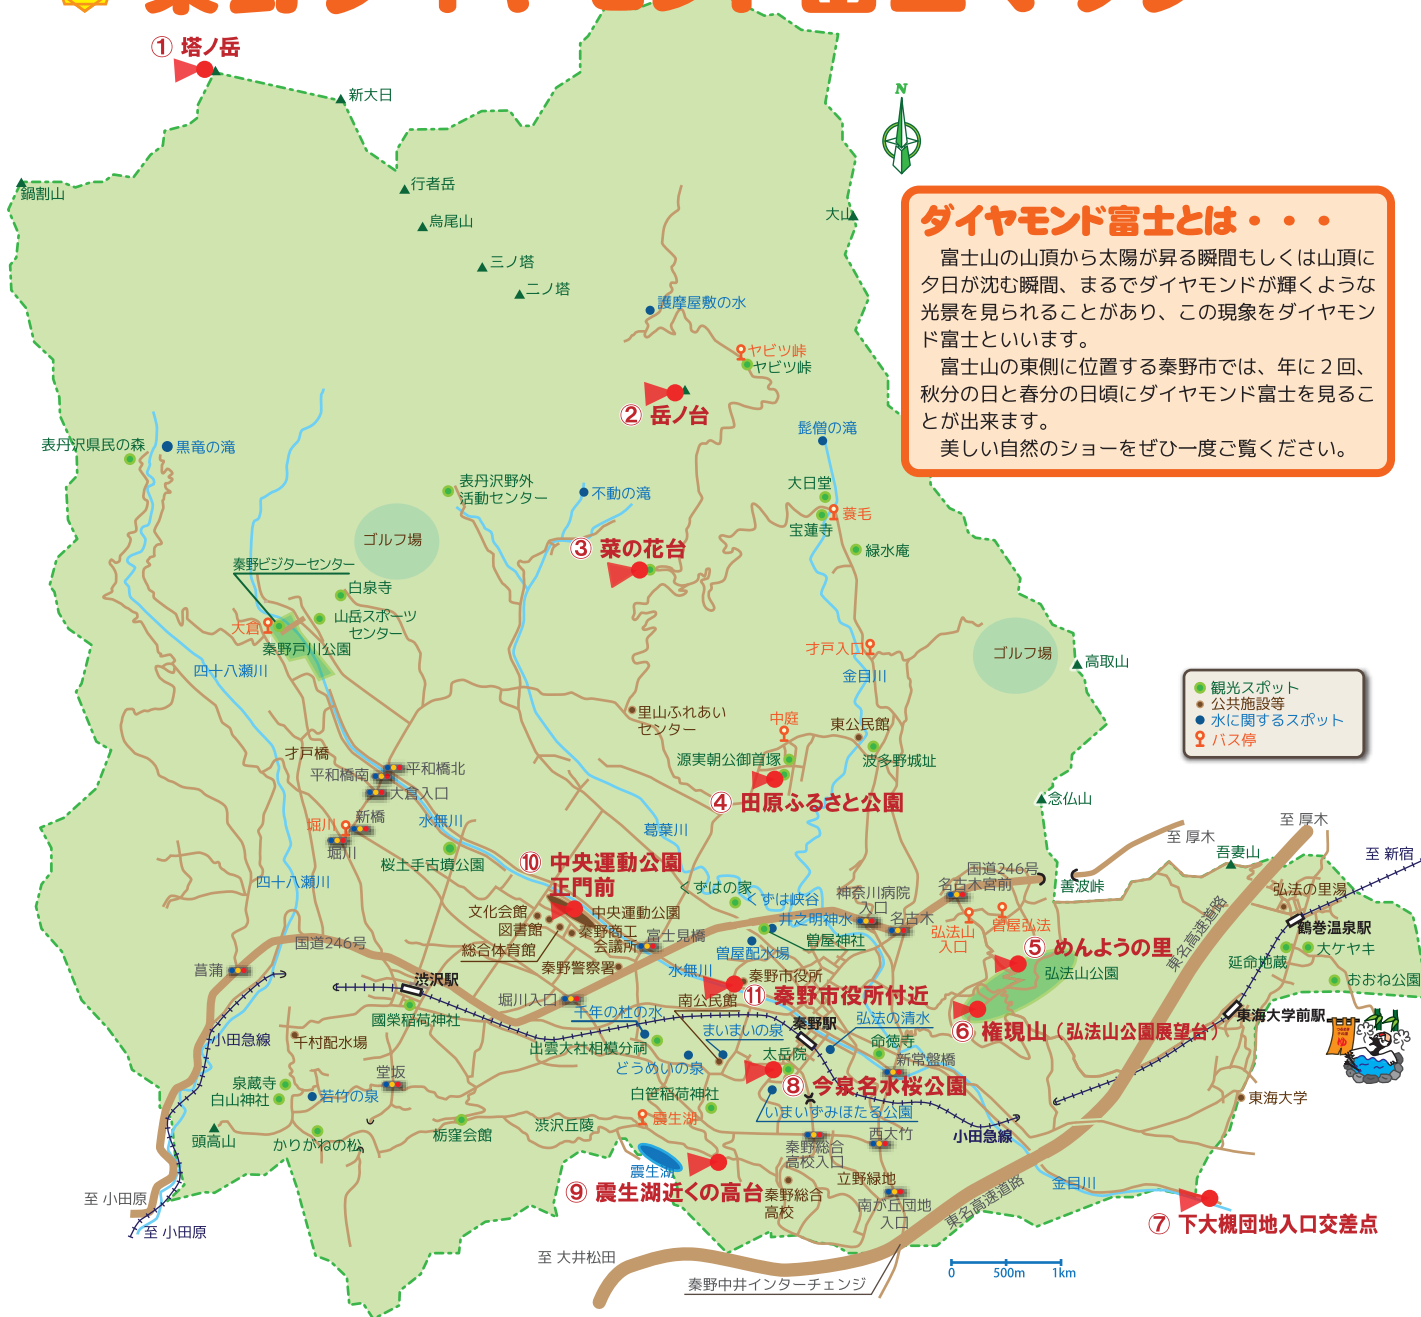 秦野ダイヤモンド富士マップ
① 塔ノ岳
新大日
鍋割山
行者岳
烏尾山
三ノ塔
二ノ塔
大山
N
ダイヤモンド富士とは・・・
富士山の山頂から太陽が昇る瞬間もしくは山頂に
夕日が沈む瞬間、まるでダイヤモンドが輝くような
光景を見られることがあり、この現象をダイヤモン
ド富士といいます。
富士山の東側に位置する秦野市では、年に２回、
秋分の日と春分の日頃にダイヤモンド富士を見るこ
とが出来ます。
美しい自然のショーをぜひ一度ご覧ください。
護摩屋敷の水
ヤビツ峠
ヤビツ峠
② 岳ノ台
髭僧の滝
表丹沢県民の森
黒竜の滝
表丹沢野外
活動センター
不動の滝
大日堂
蓑毛
宝蓮寺
緑水庵
ゴルフ場
③ 菜の花台
秦野ビジターセンター
白泉寺
山岳スポーツ
センター
大倉
秦野戸川公園
四十八瀬川
才戸入口
金目川
ゴルフ場
高取山
観光スポット
公共施設等
水に関するスポット
バス停
里山ふれあい
センター
中庭
東公民館
源実朝公御首塚
波多野城址
④ 田原ふるさと公園
才戸橋
平和橋南
平和橋北
大倉入口
新橋
堀川
堀川
水無川
桜土手古墳公園
葛葉川
念仏山
至 厚木
至 厚木
吾妻山
至 新宿
⑩ 中央運動公園
正門前
四十八瀬川
くずはの家
くずは峡谷
国道246号
名古木宮前
善波峠
弘法の里湯
神奈川病院
入口
名古木
井之明神水
曽屋神社
弘法山
入口
曽屋弘法
文化会館
図書館
総合体育館
中央運動公園
秦野商工
会議所
富士見橋
曽屋配水場
秦野警察署
水無川
国道246号
菖蒲
渋沢駅
堀川入口
國榮稲荷神社
⑤ めんようの里
弘法山公園
東名高速道路
鶴巻温泉駅
大ケヤキ
延命地蔵
おおね公園
東海大学前駅
ゆ
秦野市役所
⑪ 秦野市役所付近
南公民館
千年の杜の水
まいまいの泉
秦野駅
弘法の清水
⑥ 権現山（弘法山公園展望台）
小田急線
千村配水場
出雲大社相模分祠
どうめいの泉
太岳院
命徳寺
新常盤橋
⑧ 今泉名水桜公園
いまいずみほたる公園
東海大学
泉蔵寺
白山神社
若竹の泉
堂坂
白笹稲荷神社
震生湖
頭高山
かりがねの松
栃窪会館
渋沢丘陵
小田急線
秦野総合
高校入口
西大竹
震生湖
⑨ 震生湖近くの高台
秦野総合
高校
立野緑地
南が丘団地
入口
東名高速道路
金目川
⑦ 下大槻団地入口交差点
至 小田原
至 小田原
至 大井松田
秦野中井インターチェンジ
0 500m 1km